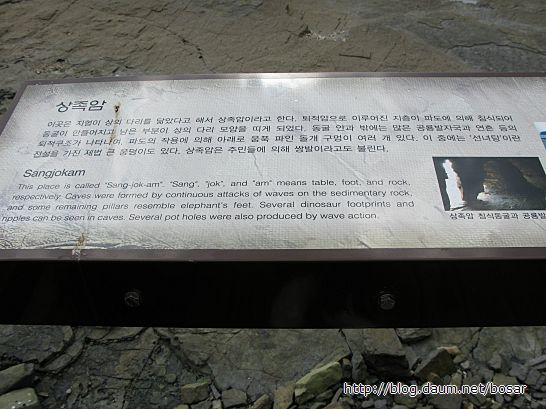 상족암
이곳은 지형이 상의 다리를 닮았다고 해서 상족암이라고 한다. 퇴적암으로 이루어진 지층이 파도에 의해 침식되어
동굴이 만들어지고 남은 부분이 상의 다리 모양을 띠게 되었다. 동굴 안과 밖에는 많은 공룡발자국과 연흔 등의
퇴적구조가 나타나며, 파도의 작용에 의해 아래로 움푹 파인 돌개 구멍이 여러 개 있다. 이 중에는 '선녀탕'이란
전설을 가진 제법 큰 웅덩이도 있다. 상족암은 주민들에 의해 쌍발이라고도 불린다.
Sangjokam
This place is called "Sang-jok-am". "Sang", "jok", and "am" means table, foot, and rock,
respectively. Caves were formed by continuous attacks of waves on the sedimentary rock,
and some remaining pillars resemble elephant's feet. Several dinosaur footprints and
ripples can be seen in caves. Several pot holes were also produced by wave action.
상족암 침식동굴과 공룡발
http://blog.daum.net/bosar